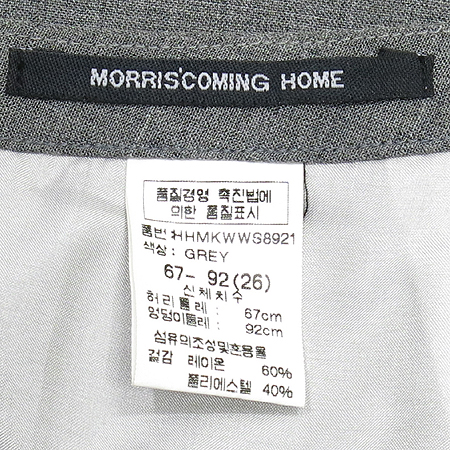 MORRIS'COMING HOME
품질경영 촉진법에
의한 품질표시
품번:HHMKWWS8921
색상: GREY
67- 92(26)
신체치수
허리둘레 : 67cm
엉덩이둘레 : 92cm
섬유의조성및혼용율
겉감 레이온 60%
폴리에스텔 40%